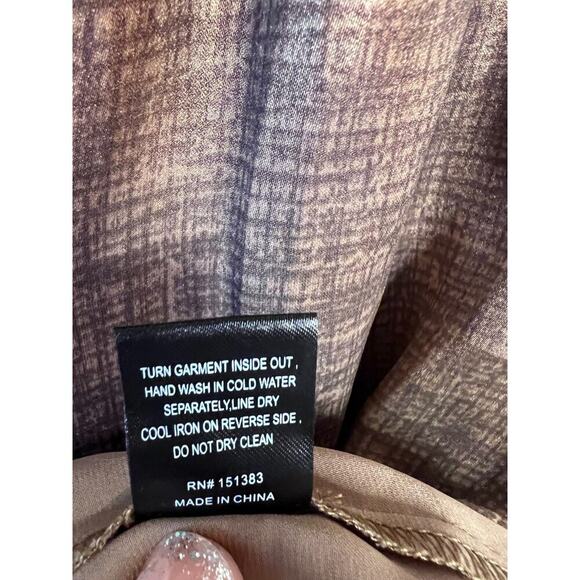 TURN GARMENT INSIDE OUT ,
HAND WASH IN COLD WATER
SEPARATELY,LINE DRY
COOL IRON ON REVERSE SIDE .
DO NOT DRY CLEAN
RN# 151383
MADE IN CHINA